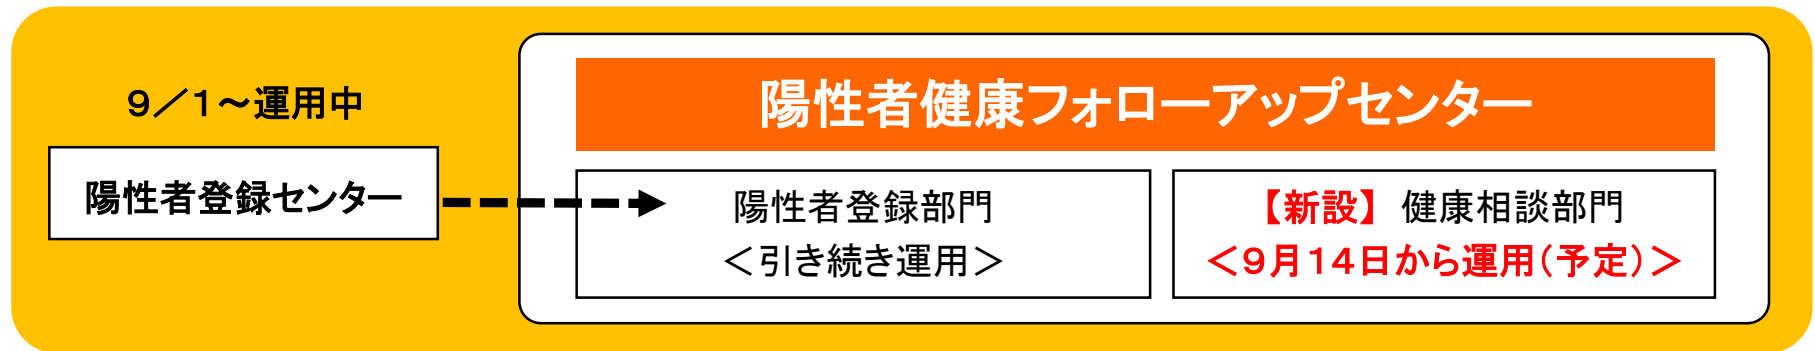 ９／１～運用中
陽性者登録センター
陽性者健康フォローアップセンター
陽性者登録部門
＜引き続き運用＞
【新設】 健康相談部門
＜９月１４日から運用（予定）＞